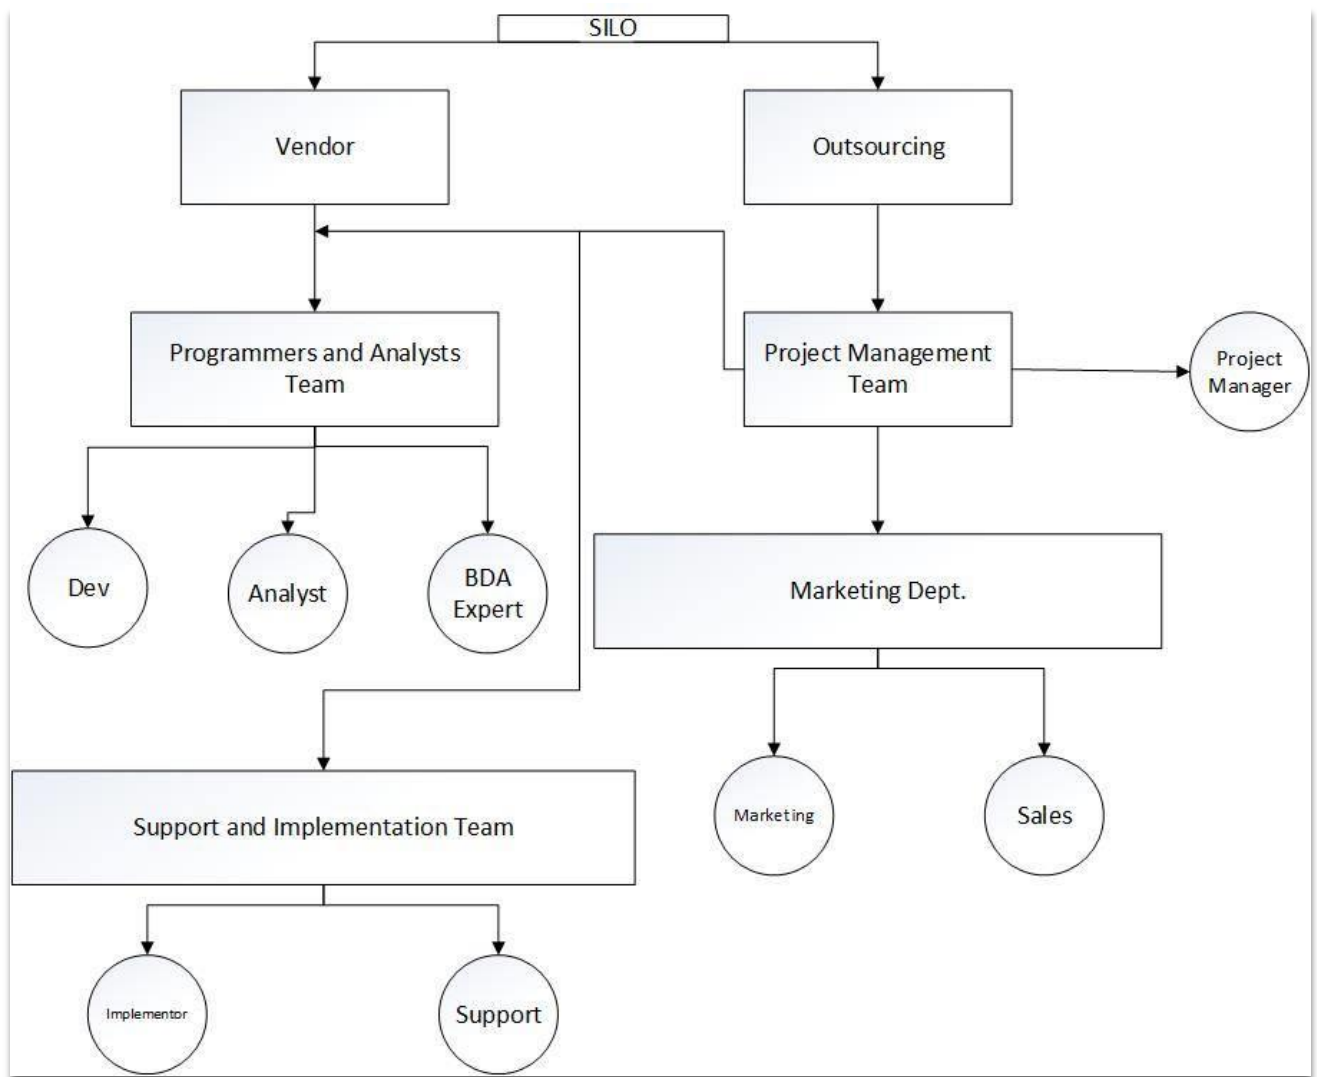 SILO
Vendor
Outsourcing
Programmers and Analysts
Team
Project Management
Team
Project
Manager
Dev
Analyst
BDA
Expert
Marketing Dept.
Support and Implementation Team
Marketing
Sales
Implementor
Support